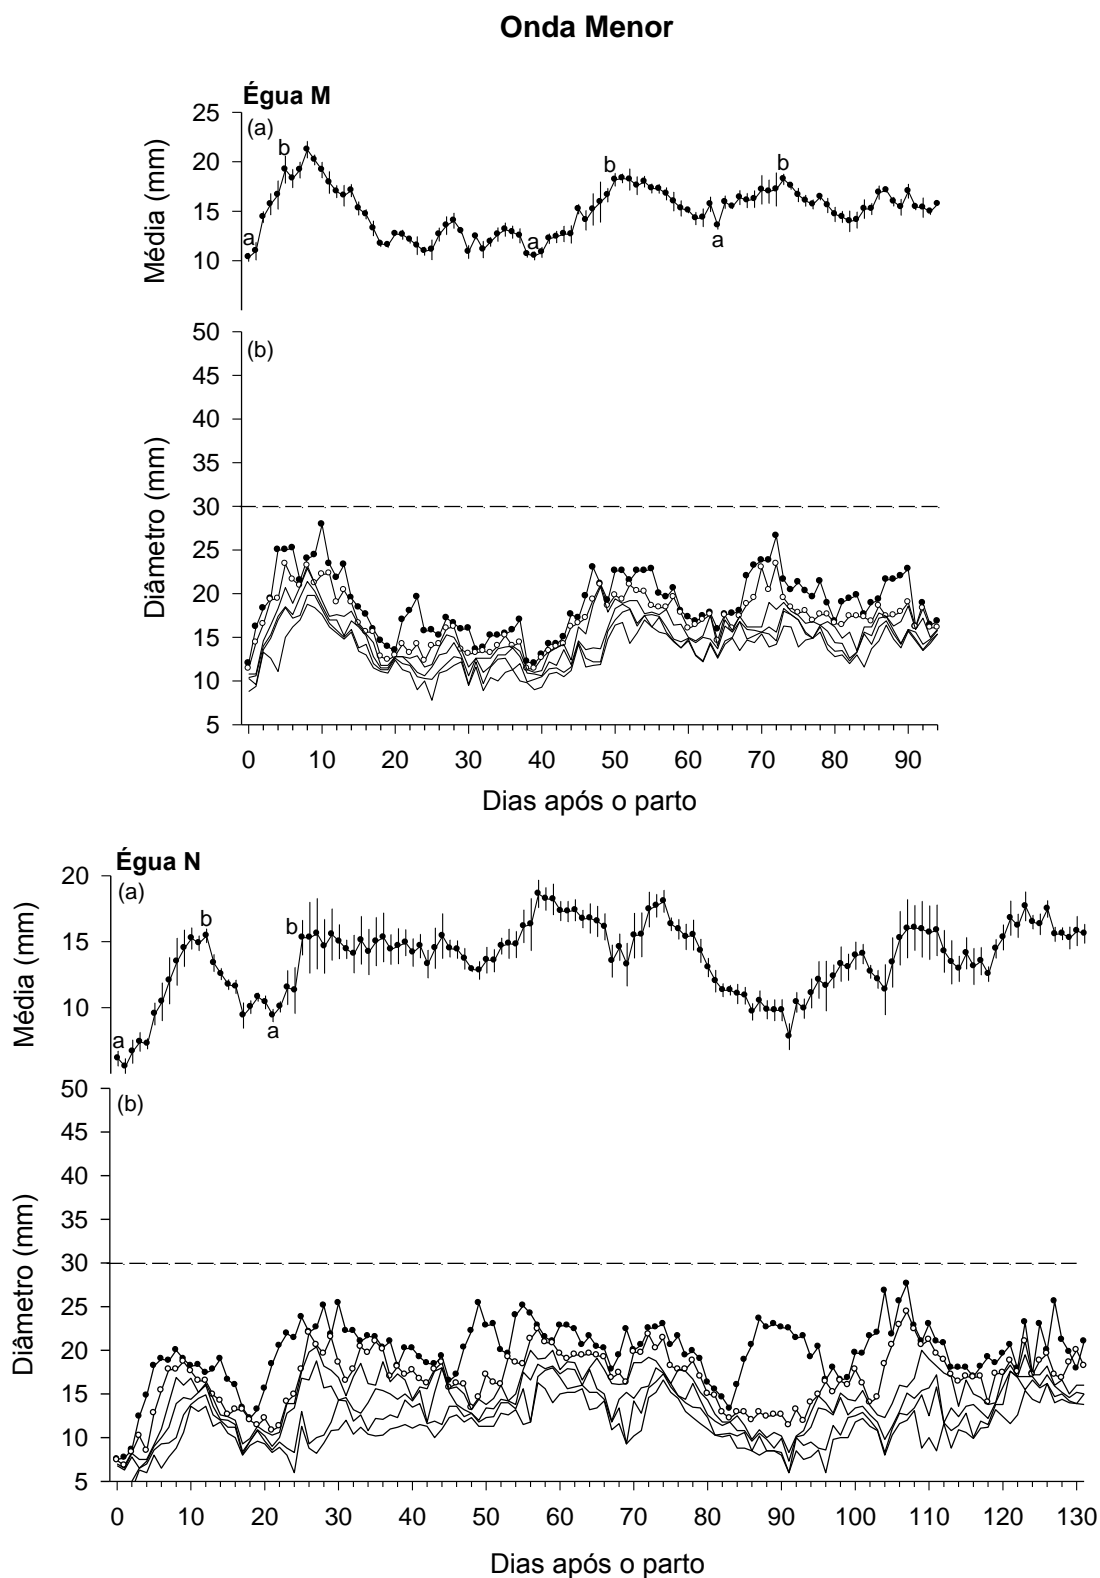 Onda Menor
Égua M
(a)
Média (mm)
25
20
15
10
a
b
a
b
a
b
(b)
Diâmetro (mm)
50
45
40
35
30
25
20
15
10
5
0 10 20 30 40 50 60 70 80 90
Dias após o parto
Égua N
(a)
Média (mm)
20
15
10
a
b
a
b
(b)
Diâmetro (mm)
50
45
40
35
30
25
20
15
10
5
0 10 20 30 40 50 60 70 80 90 100 110 120 130
Dias após o parto